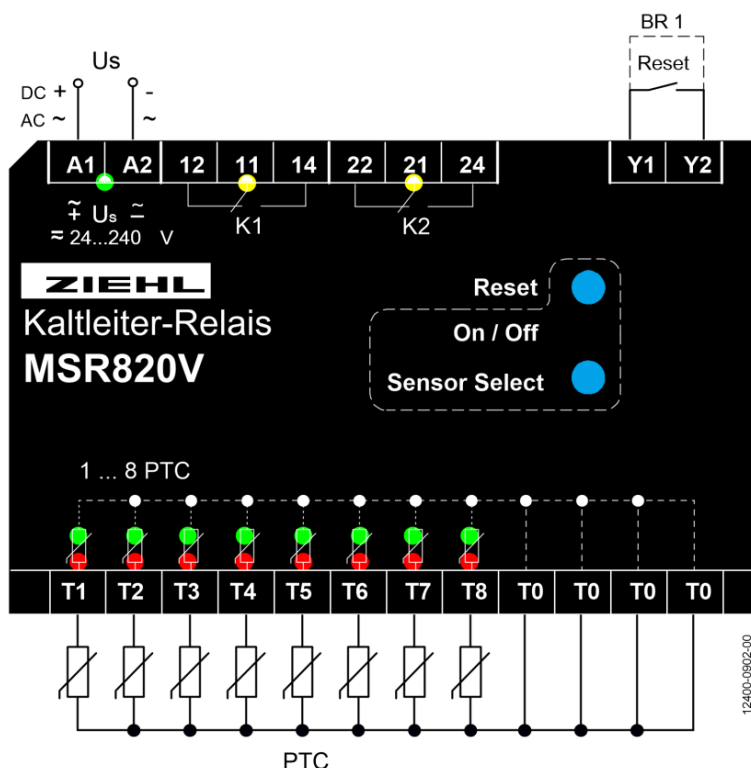 BR 1
Us
Reset
DC + -
AC ~ ~
A1 A2 12 11 14 22 21 24 Y1 Y2
≂ Us ≂
+ -
K1 K2
≂ 24...240 V
ZIEHL
Reset
Kaltleiter-Relais
On / Off
MSR820V
Sensor Select
1 ... 8 PTC
T1 T2 T3 T4 T5 T6 T7 T8 T0 T0 T0 T0
12400-0902-00
PTC